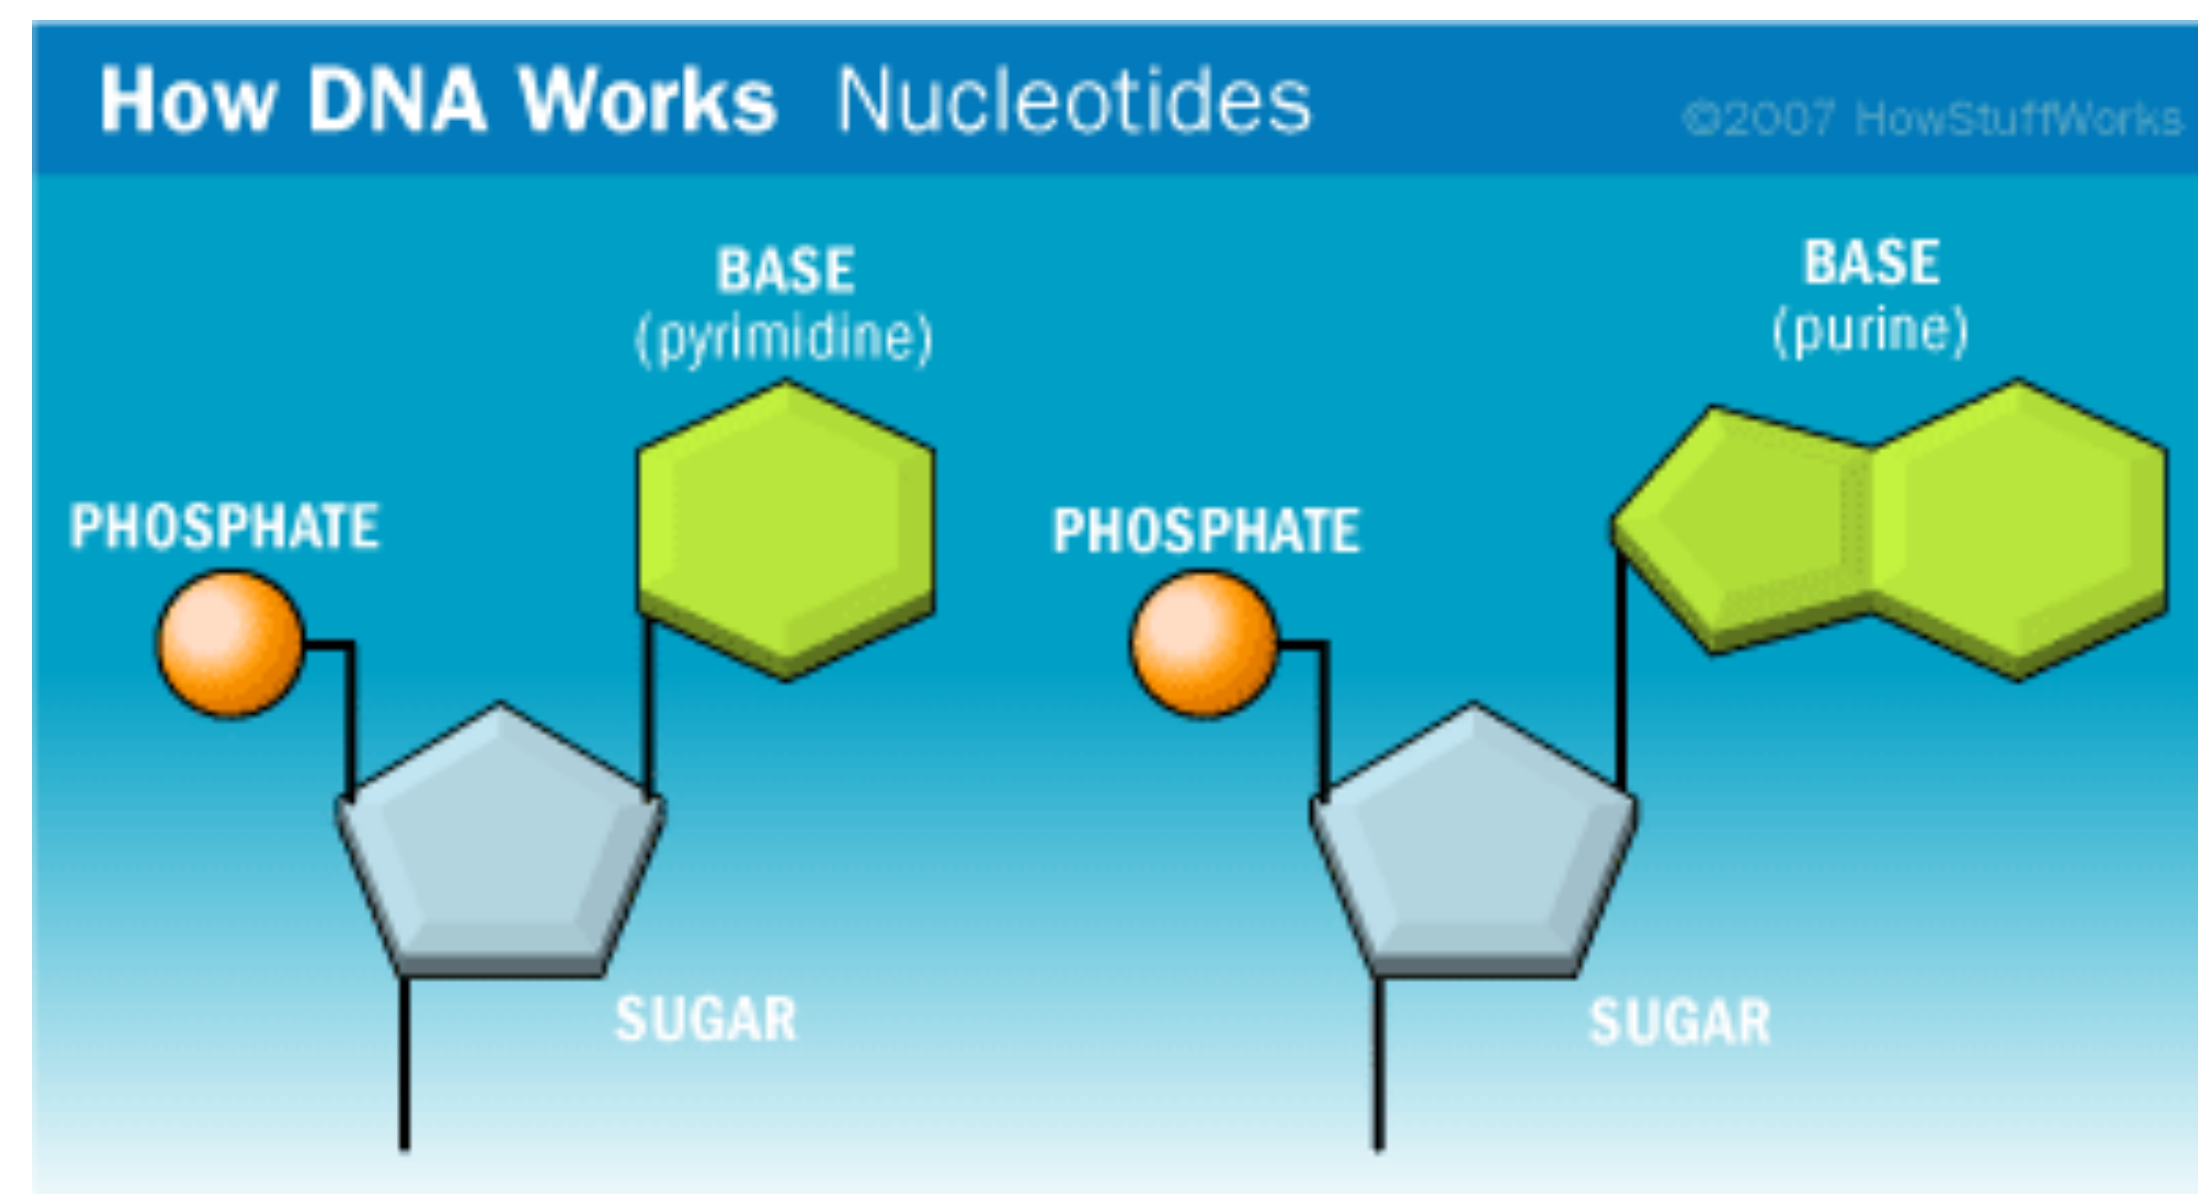 How DNA Works Nucleotides
©2007 HowStuffWorks
BASE
(pyrimidine)
BASE
(purine)
PHOSPHATE
PHOSPHATE
SUGAR
SUGAR